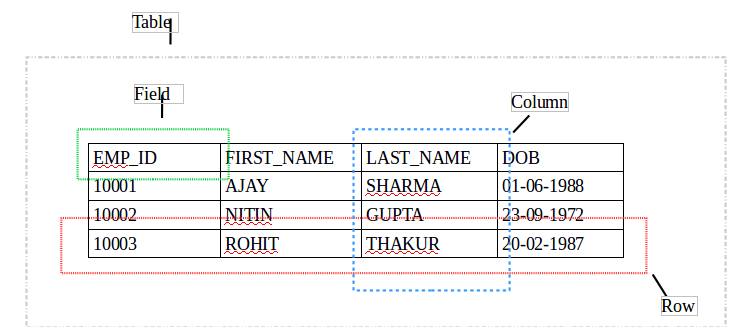 Table
Field
Column
EMP_ID FIRST_NAME LAST_NAME DOB
10001 AJAY SHARMA 01-06-1988
10002 NITIN GUPTA 23-09-1972
10003 ROHIT THAKUR 20-02-1987
Row